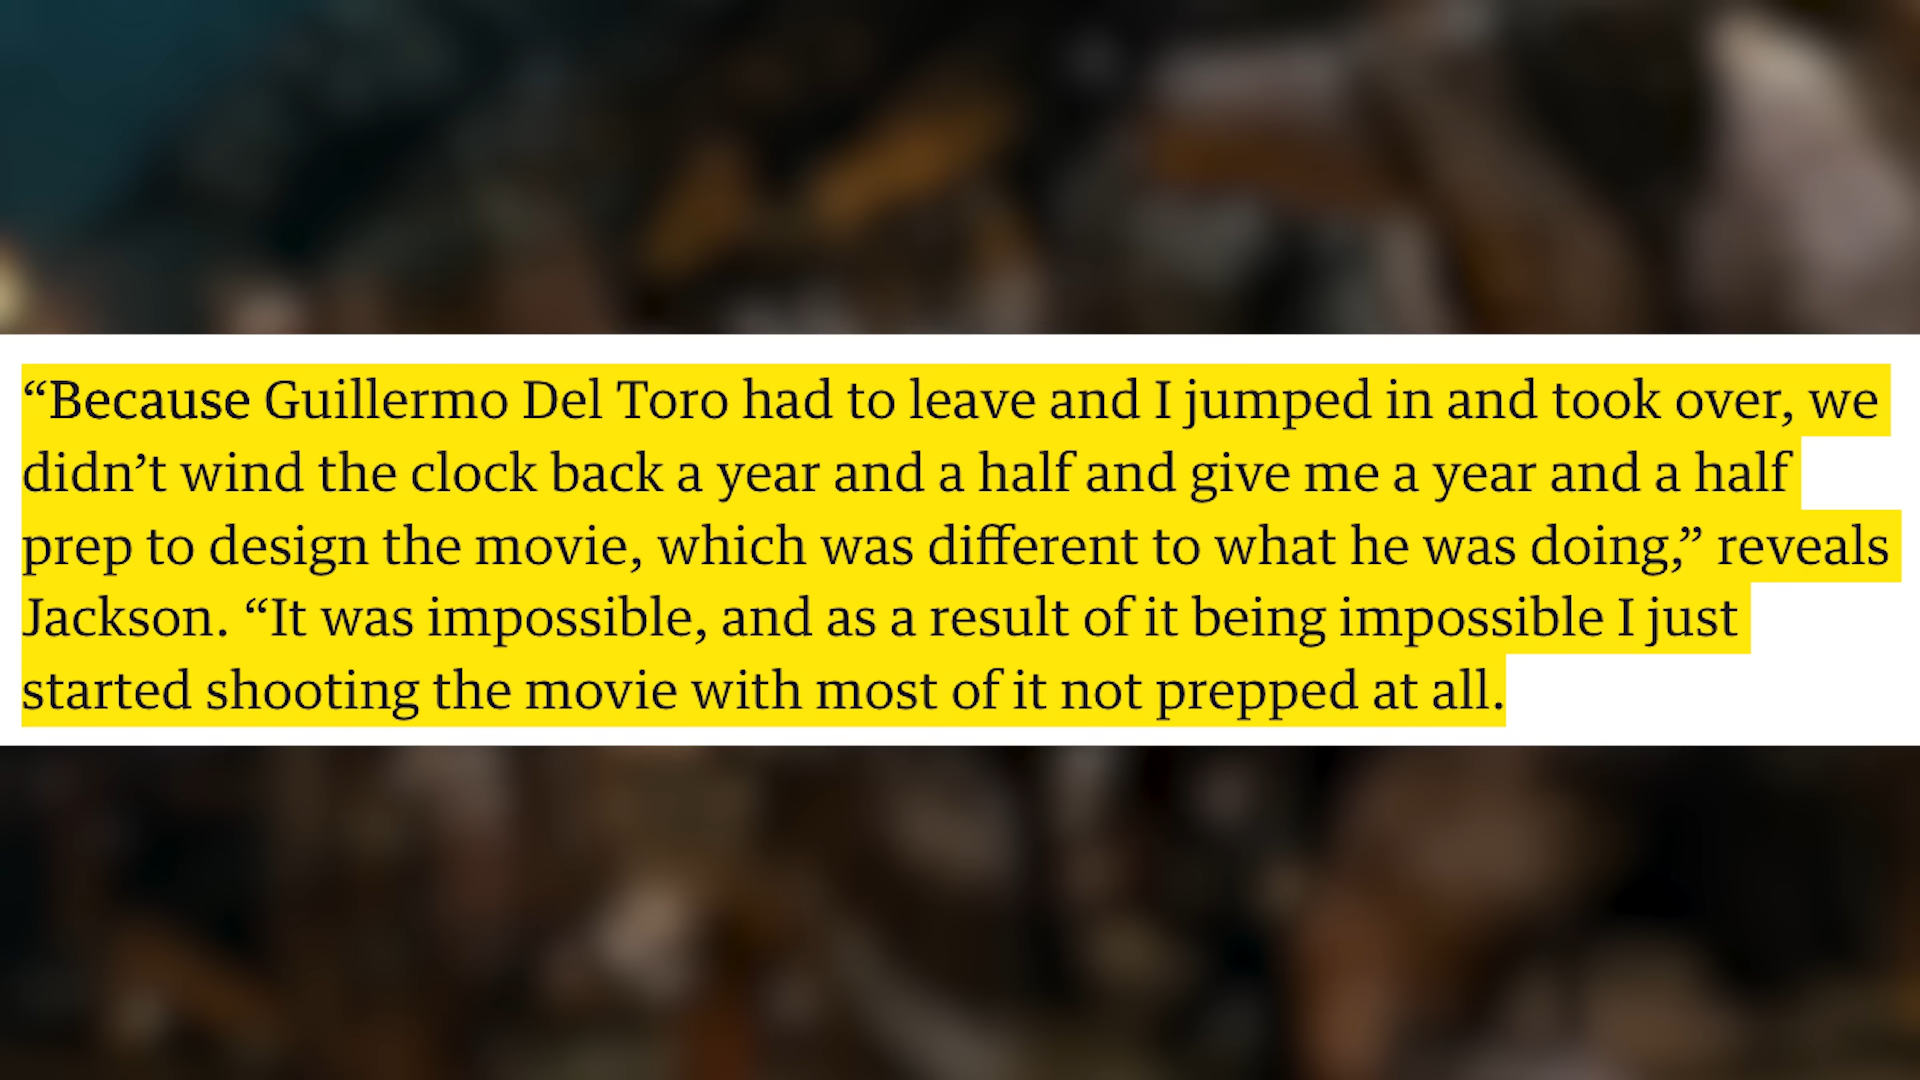 “Because Guillermo Del Toro had to leave and I jumped in and took over, we
didn’t wind the clock back a year and a half and give me a year and a half
prep to design the movie, which was different to what he was doing,” reveals
Jackson. “It was impossible, and as a result of it being impossible I just
started shooting the movie with most of it not prepped at all.